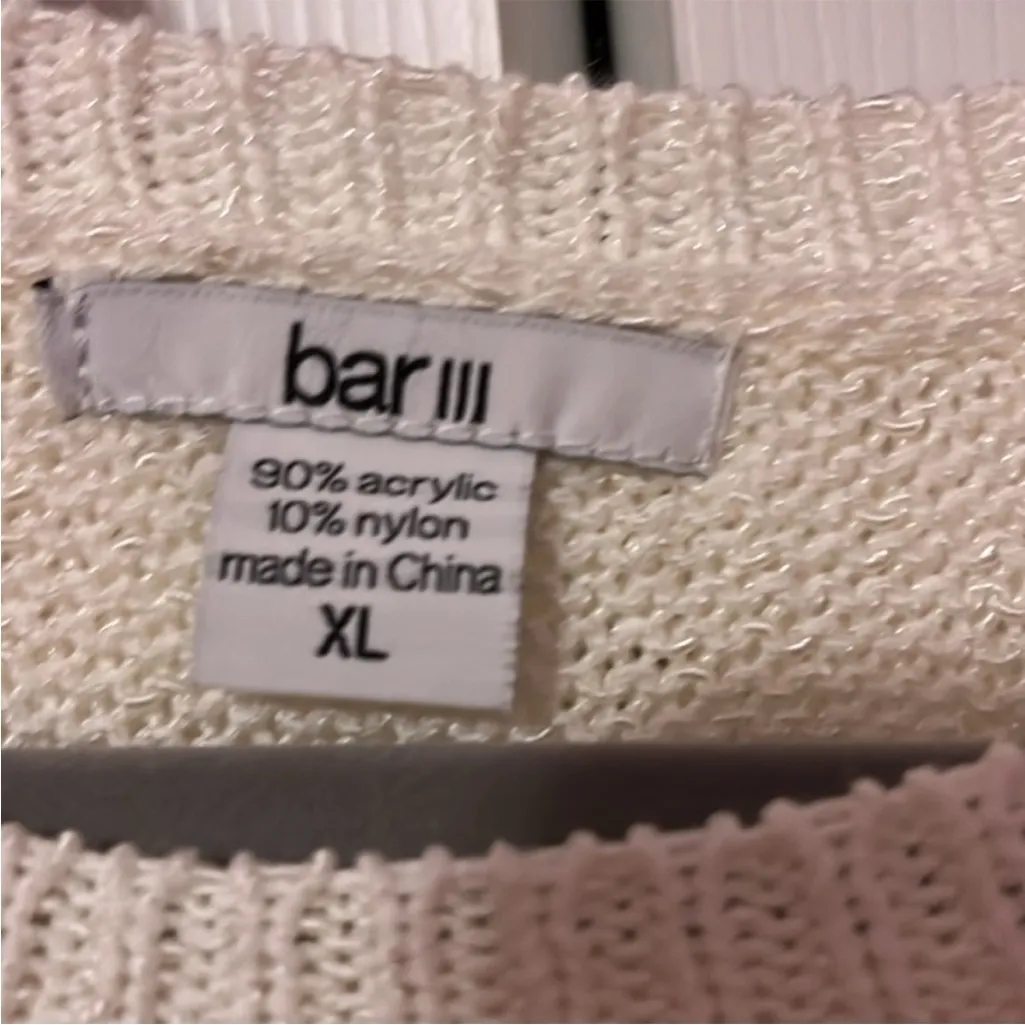 bar III
90% acrylic
10% nylon
made in China
XL